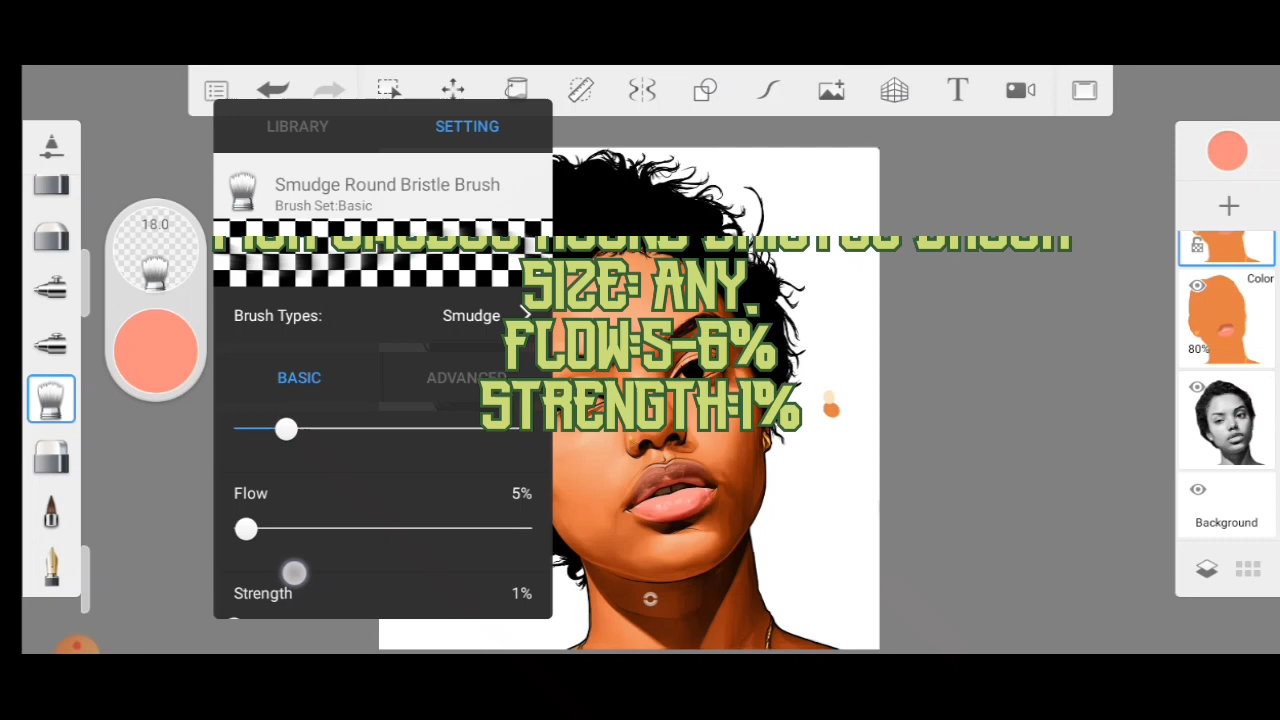 LIBRARY
SETTING
Smudge Round Bristle Brush
Brush Set:Basic
18.0
SIZE: ANY.
FLOW:5-6%
STRENGTH:1%
Brush Types:
Smudge
BASIC
ADVANCED
Flow
5%
Strength
1%
T
Color
80%
Background